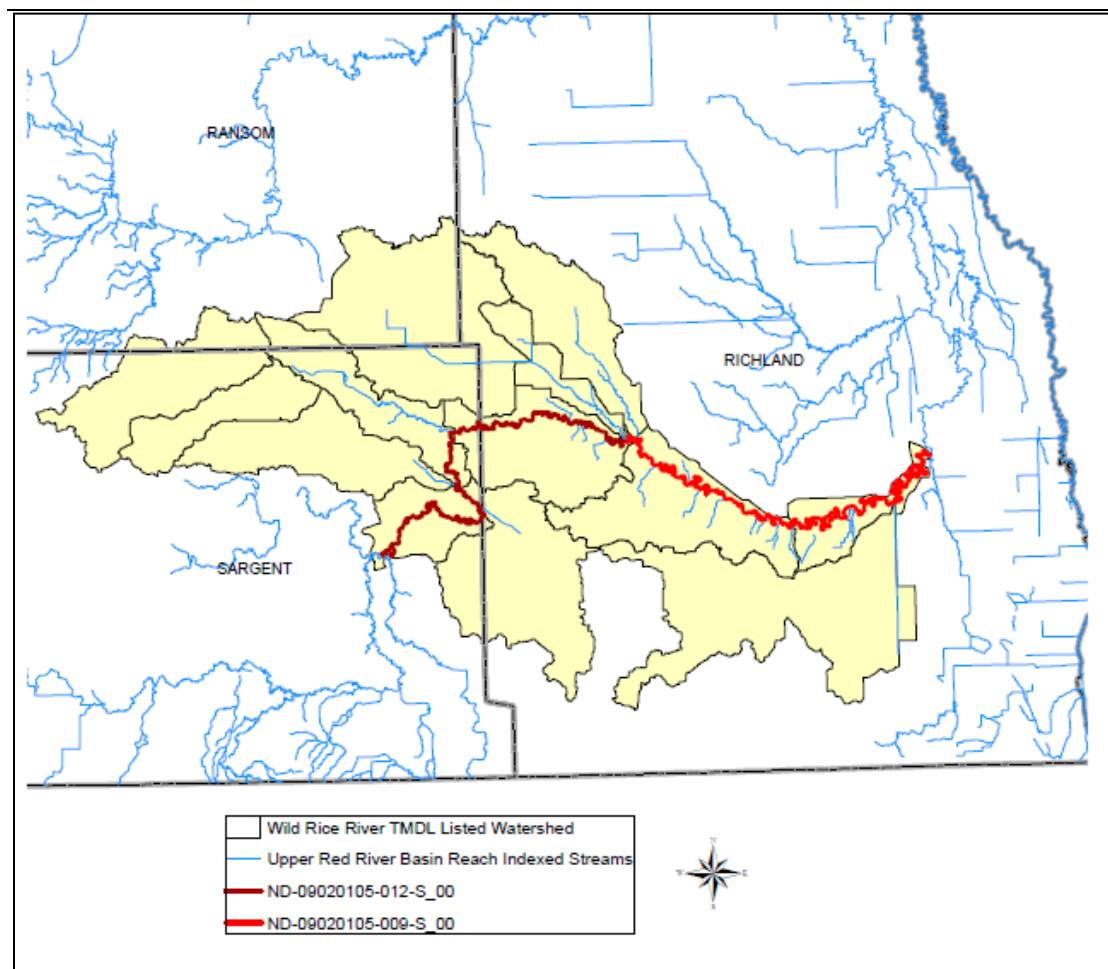 RANSOM
RICHLAND
SARGENT
Wild Rice River TMDL Listed Watershed
Upper Red River Basin Reach Indexed Streams
ND-09020105-012-S_00
ND-09020105-009-S_00